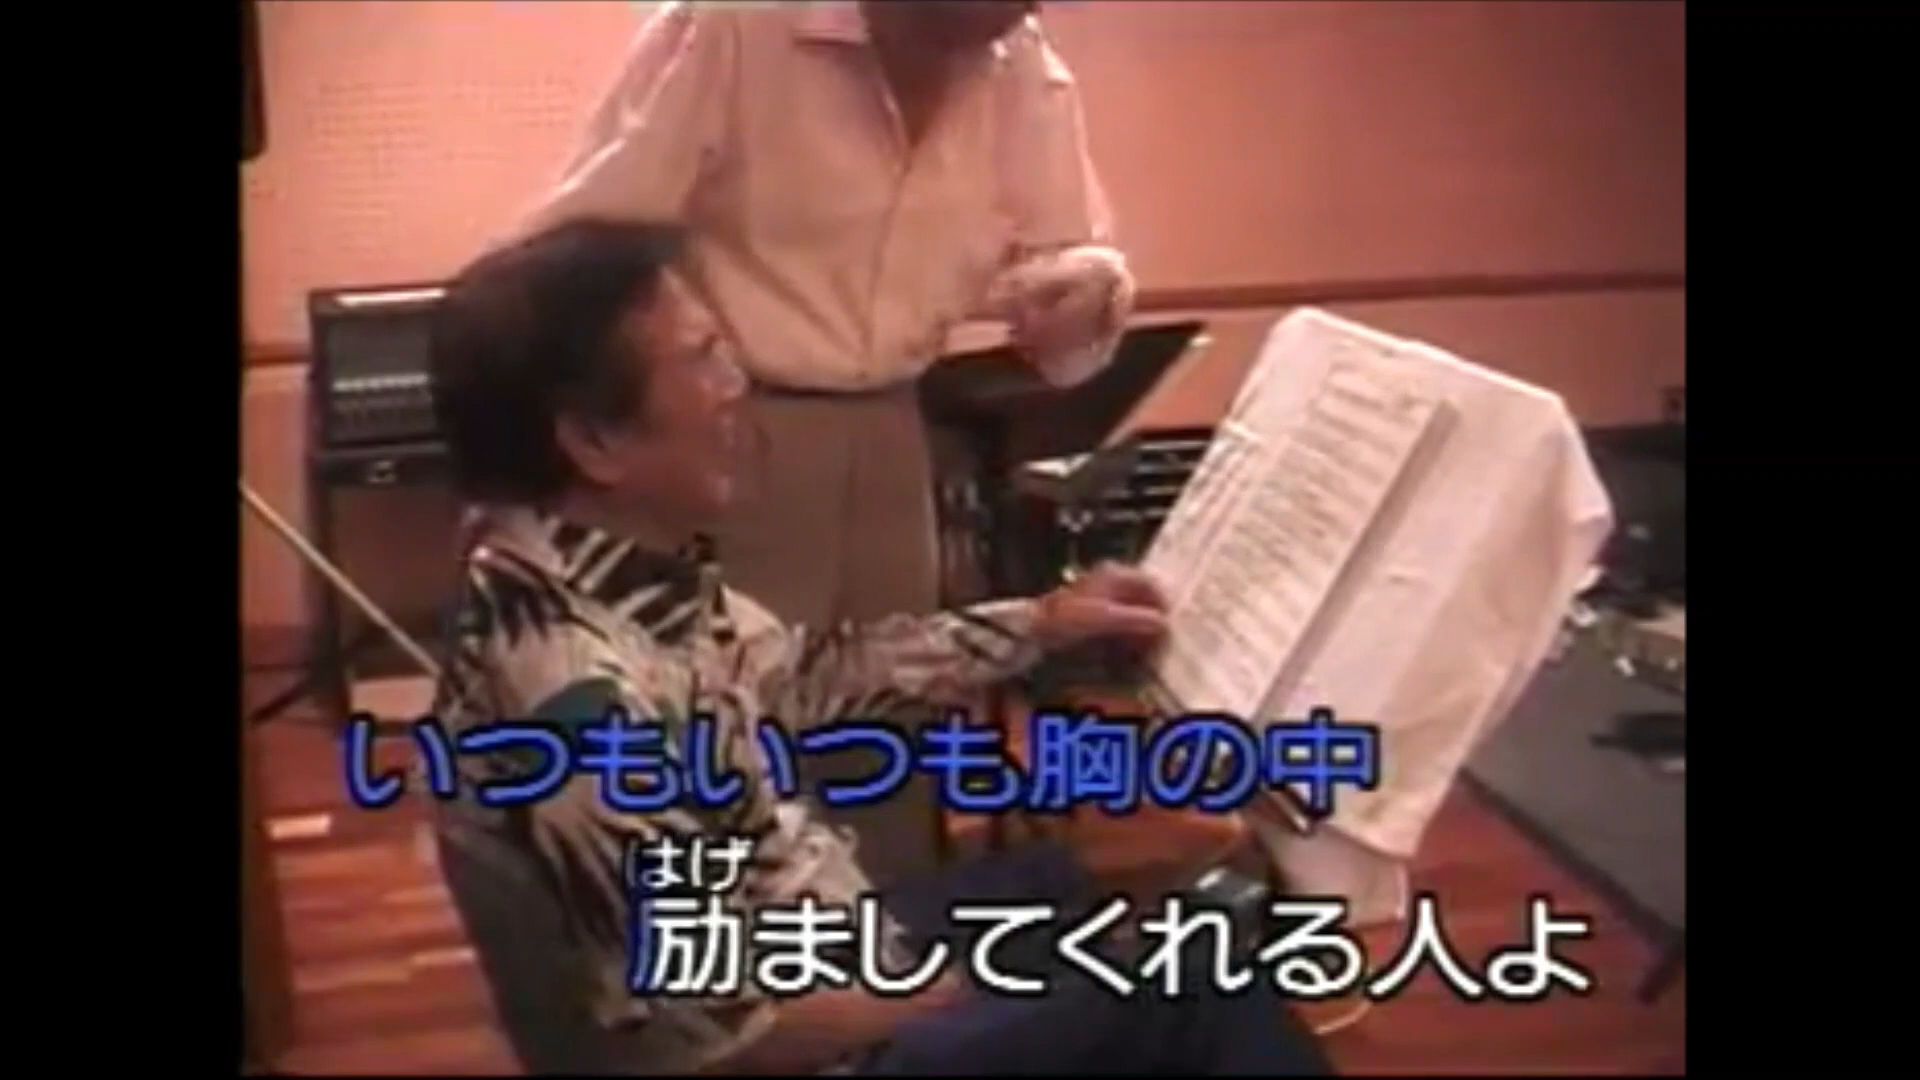 いつもいつも胸の中
はげ
励ましてくれる人よ